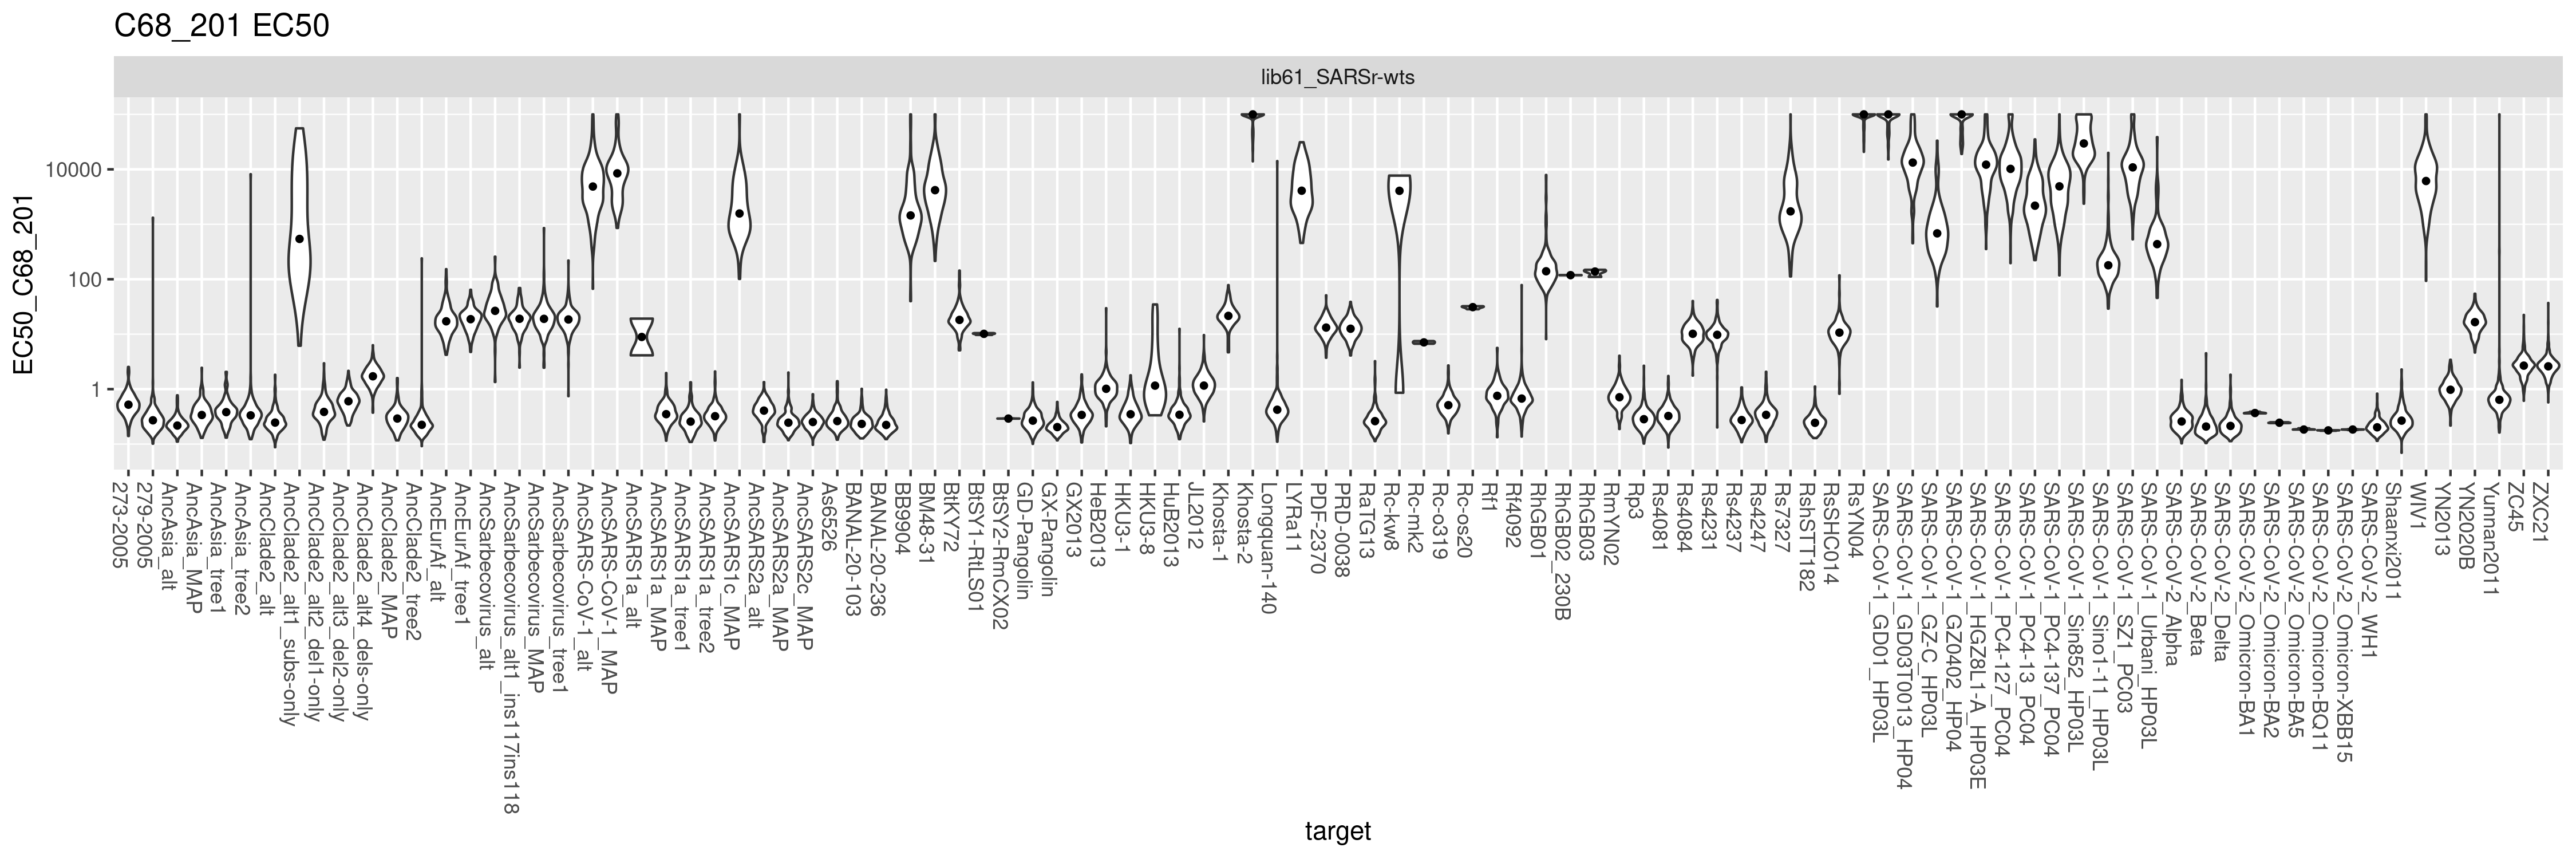 C68_201 EC50
lib61_SARSr-wts
EC50_C68_201
10000
100
1
273-2005
279-2005
AncAsia_alt
AncAsia_MAP
AncAsia_tree1
AncAsia_tree2
AncClade2_alt
AncClade2_alt1_subs-only
AncClade2_alt2_del1-only
AncClade2_alt3_del2-only
AncClade2_alt4_dels-only
AncClade2_MAP
AncClade2_tree2
AncEurAf_alt
AncEurAf_tree1
AncSarbecovirus_alt
AncSarbecovirus_alt1_ins117ins118
AncSarbecovirus_MAP
AncSarbecovirus_tree1
AncSARS-CoV-1_alt
AncSARS-CoV-1_MAP
AncSARS1a_alt
AncSARS1a_MAP
AncSARS1a_tree1
AncSARS1a_tree2
AncSARS1c_MAP
AncSARS2a_alt
AncSARS2a_MAP
AncSARS2c_MAP
As6526
BANAL-20-103
BANAL-20-236
BB9904
BM48-31
BtKY72
BtSY1-RtLS01
BtSY2-RmCX02
GD-Pangolin
GX-Pangolin
GX2013
HeB2013
HKU3-1
HKU3-8
HuB2013
JL2012
Khosta-1
Khosta-2
Longquan-140
LYRa11
PDF-2370
PRD-0038
RaTG13
Rc-kw8
Rc-mk2
Rc-o319
Rc-os20
Rf1
Rf4092
RhGB01
RhGB02_230B
RhGB03
RmYN02
Rp3
Rs4081
Rs4084
Rs4231
Rs4237
Rs4247
Rs7327
RshSTT182
RsSHC014
RsYN04
SARS-CoV-1_GD01_HP03L
SARS-CoV-1_GD03T0013_HP04
SARS-CoV-1_GZ-C_HP03L
SARS-CoV-1_GZ0402_HP04
SARS-CoV-1_HGZ8L1-A_HP03E
SARS-CoV-1_PC4-127_PC04
SARS-CoV-1_PC4-13_PC04
SARS-CoV-1_PC4-137_PC04
SARS-CoV-1_Sin852_HP03L
SARS-CoV-1_Sino1-11_HP03L
SARS-CoV-1_SZ1_PC03
SARS-CoV-1_Urbani_HP03L
SARS-CoV-2_Alpha
SARS-CoV-2_Beta
SARS-CoV-2_Delta
SARS-CoV-2_Omicron-BA1
SARS-CoV-2_Omicron-BA2
SARS-CoV-2_Omicron-BA5
SARS-CoV-2_Omicron-BQ11
SARS-CoV-2_Omicron-XBB15
SARS-CoV-2_WH1
Shaanxi2011
WIV1
YN2013
YN2020B
Yunnan2011
ZC45
ZXC21
target